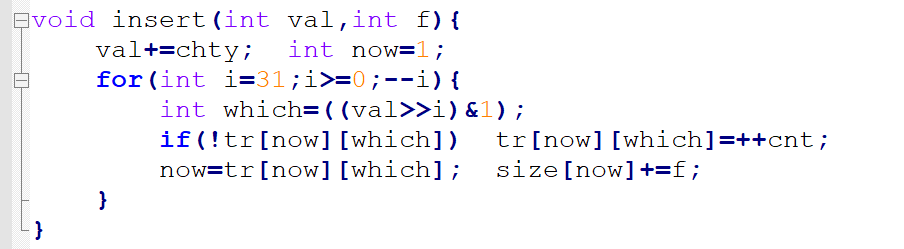 void insert(int val,int f){
    val+=chty;  int now=1;
    for(int i=31;i>=0;--i){
        int which=((val>>i)&1);
        if(!tr[now][which])  tr[now][which]=++cnt;
        now=tr[now][which];  size[now]+=f;
    }
}